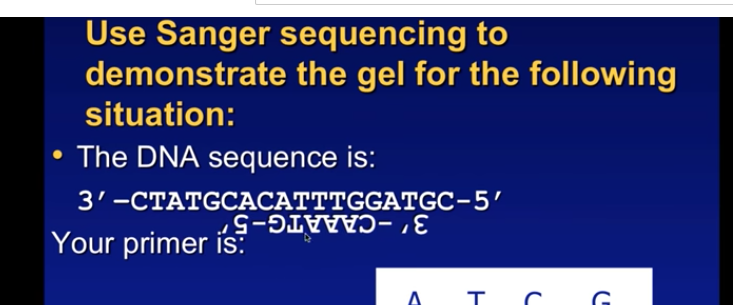 Use Sanger sequencing to
demonstrate the gel for the following
situation:
• The DNA sequence is:
3′–CTATGCACATTTGGATGC–5′
3′-CAAATG-5′
Your primer is:
A T C G